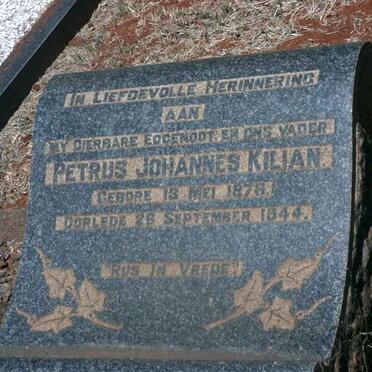 IN LIEFDEVOLLE HERINNERING
AAN
MY DIERBARE EGGENOOT EN ONS VADER
PETRUS JOHANNES KILIAN
GEBORE 18 MEI 1878
OORLEDE 28 SEPTEMBER 1944.
"RUS IN VREDE"